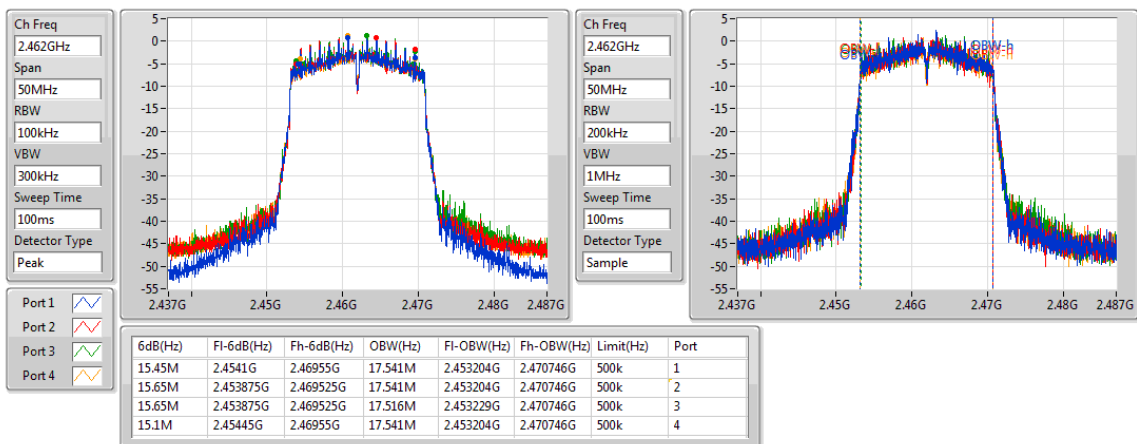 Ch Freq
2.462GHz
Span
50MHz
RBW
100kHz
VBW
300kHz
Sweep Time
100ms
Detector Type
Peak
Port 1
Port 2
Port 3
Port 4
5
0
-5
-10
-15
-20
-25
-30
-35
-40
-45
-50
-55
2.437G 2.45G 2.46G 2.47G 2.48G 2.487G
Ch Freq
2.462GHz
Span
50MHz
RBW
200kHz
VBW
1MHz
Sweep Time
100ms
Detector Type
Sample
5
0
-5
-10
-15
-20
-25
-30
-35
-40
-45
-50
-55
OBW-h
2.437G 2.45G 2.46G 2.47G 2.48G 2.487G
6dB(Hz) Fl-6dB(Hz) Fh-6dB(Hz) OBW(Hz) Fl-OBW(Hz) Fh-OBW(Hz) Limit(Hz) Port
15.45M 2.4541G 2.46955G 17.541M 2.453204G 2.470746G 500k 1
15.65M 2.453875G 2.469525G 17.541M 2.453204G 2.470746G 500k 2
15.65M 2.453875G 2.469525G 17.516M 2.453229G 2.470746G 500k 3
15.1M 2.45445G 2.46955G 17.541M 2.453204G 2.470746G 500k 4